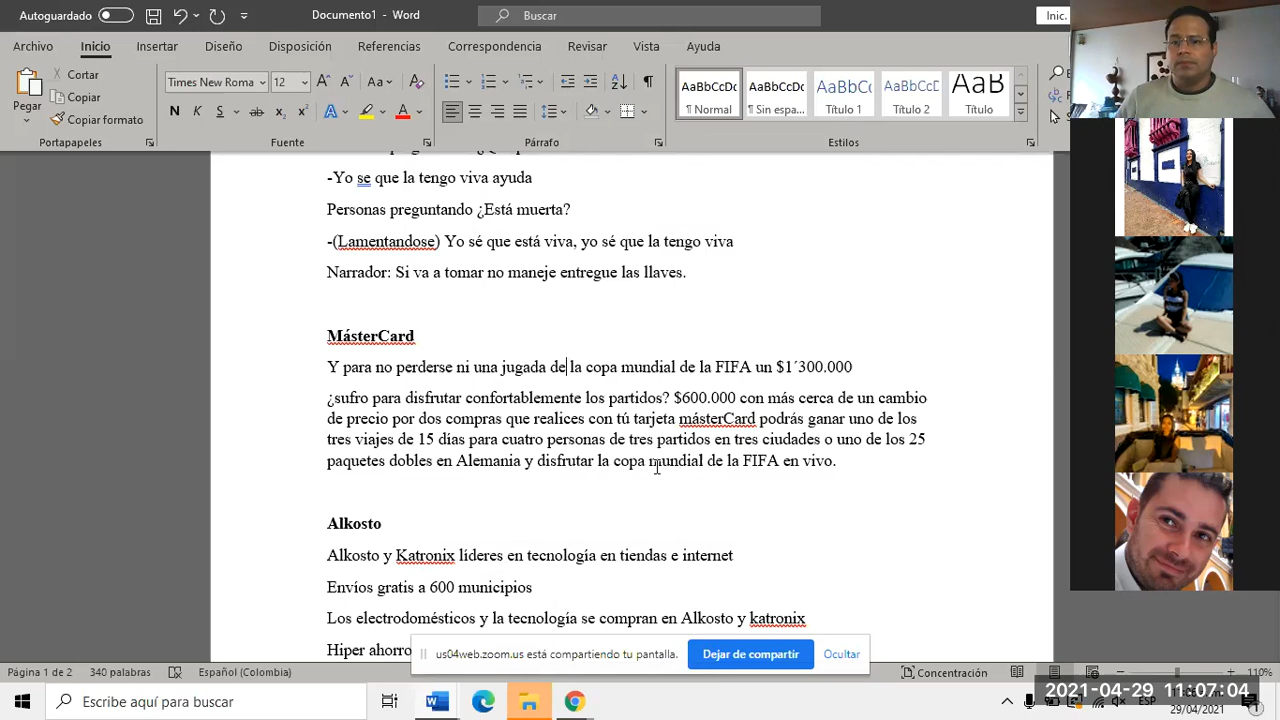 Autoguardado
Documento1 - Word
Buscar
Inic.
Archivo Inicio Insertar Diseño Disposición Referencias Correspondencia Revisar Vista Ayuda
Pegar
Cortar
Copiar
Copiar formato
Portapapeles
Times New Roma 12
N K S ab
Fuente
Párrafo
AaBbCcDc AaBbCcDc AaBbCc AaBbCcD AaB
¶ Normal ¶ Sin espa... Título 1 Título 2 Título
Estilos
-Yo se que la tengo viva ayuda
Personas preguntando ¿Está muerta?
-(Lamentandose) Yo sé que está viva, yo sé que la tengo viva
Narrador: Si va a tomar no maneje entregue las llaves.
MásterCard
Y para no perderse ni una jugada de la copa mundial de la FIFA un $1´300.000
¿sufro para disfrutar confortablemente los partidos? $600.000 con más cerca de un cambio
de precio por dos compras que realices con tú tarjeta másterCard podrás ganar uno de los
tres viajes de 15 días para cuatro personas de tres partidos en tres ciudades o uno de los 25
paquetes dobles en Alemania y disfrutar la copa mundial de la FIFA en vivo.
Alkosto
Alkosto y Katronix líderes en tecnología en tiendas e internet
Envíos gratis a 600 municipios
Los electrodomésticos y la tecnología se compran en Alkosto y katronix
Hiper ahorro
us04web.zoom.us está compartiendo tu pantalla. Dejar de compartir Ocultar
Página 1 de 2 340 palabras Español (Colombia) Concentración 110%
Escribe aquí para buscar
ESP
2021-04-29 11:07:04
29/04/2021